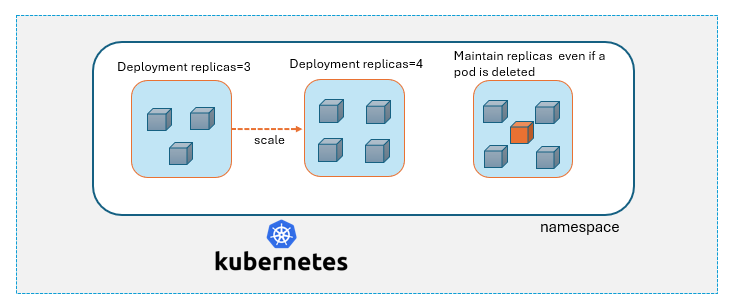 Deployment replicas=3
Deployment replicas=4
Maintain replicas even if a
pod is deleted
scale
namespace
kubernetes